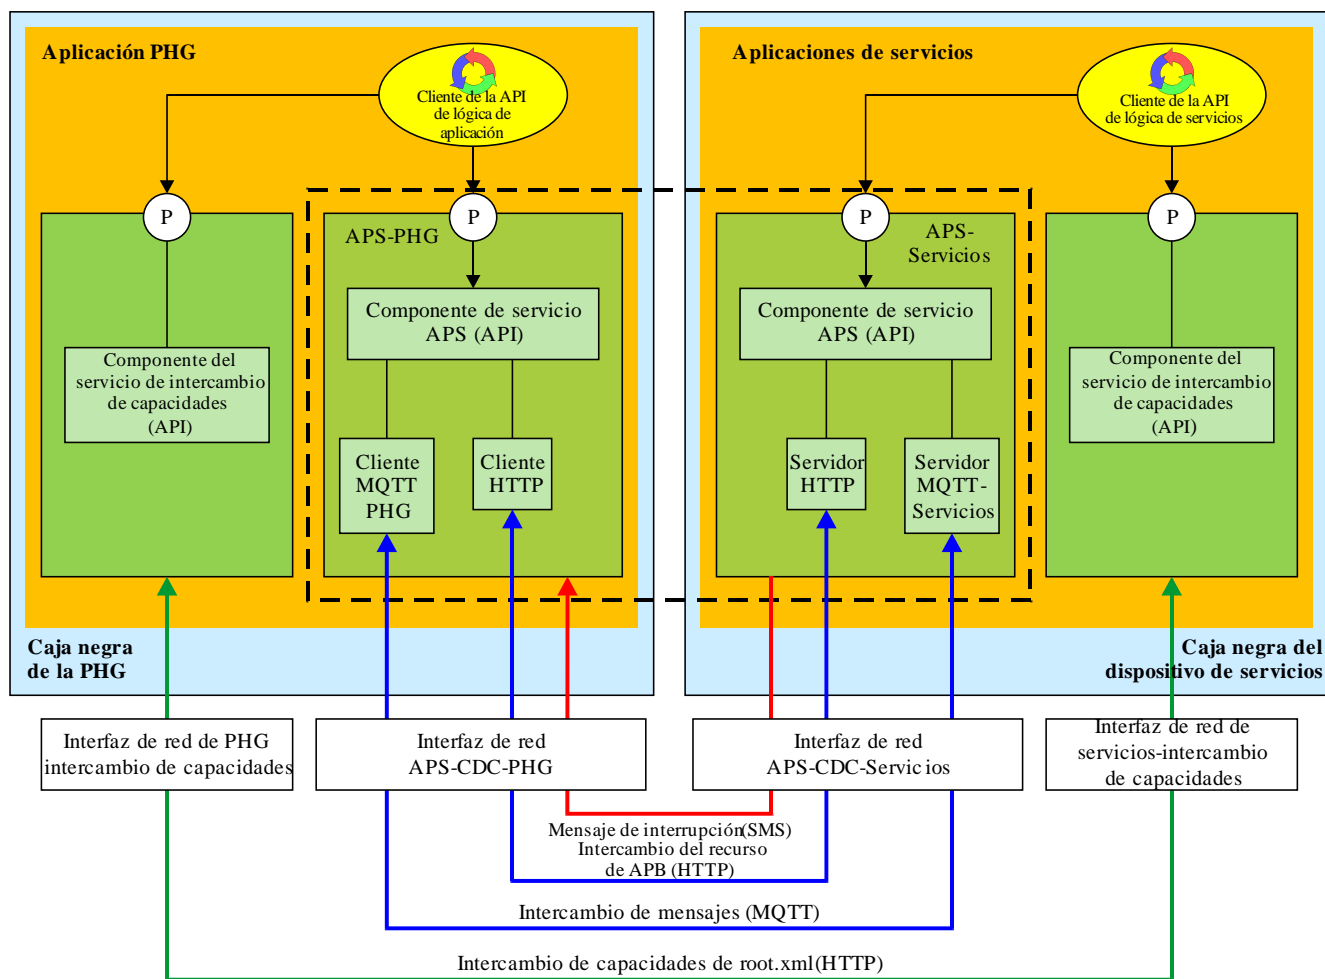 Aplicación PHG
Cliente de la API
de lógica de
aplicación
P
P
APS-PHG
Componente de servicio
APS (API)
Componente del
servicio de intercambio
de capacidades
(API)
Cliente
MQTT
PHG
Cliente
HTTP
Caja negra
de la PHG
Aplicaciones de servicios
Cliente de la API
de lógica de servicios
P
P
APS-
Servicios
Componente de servicio
APS (API)
Componente del
servicio de intercambio
de capacidades
(API)
Servidor
HTTP
Servidor
MQTT-
Servicios
Caja negra del
dispositivo de servicios
Interfaz de red de PHG
intercambio de capacidades
Interfaz de red
APS-CDC-PHG
Interfaz de red
APS-CDC-Servicios
Interfaz de red de
servicios-intercambio
de capacidades
Mensaje de interrupción(SMS)
Intercambio del recurso
de APB (HTTP)
Intercambio de mensajes (MQTT)
Intercambio de capacidades de root.xml(HTTP)